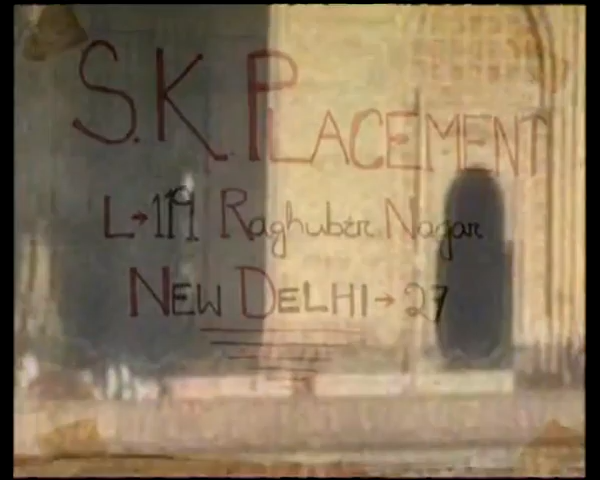 S.K. PLACEMENT
L→119 Raghuber Nagar
NEW DELHI→27